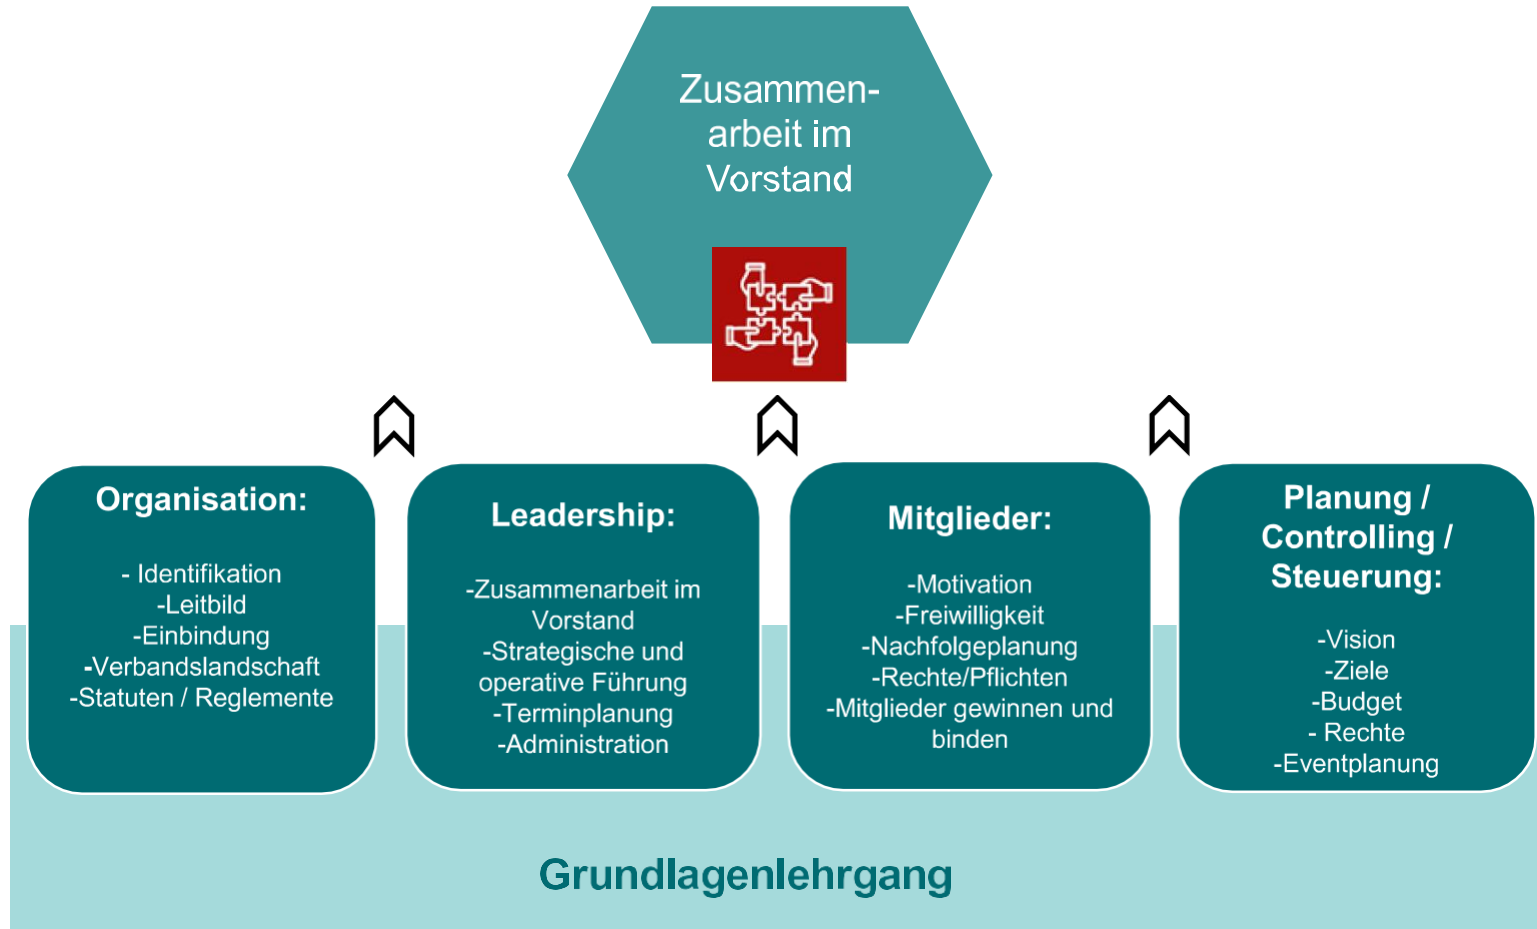 Zusammen-
arbeit im
Vorstand
Organisation:
- Identifikation
-Leitbild
-Einbindung
-Verbandslandschaft
-Statuten / Reglemente
Leadership:
-Zusammenarbeit im
Vorstand
-Strategische und
operative Führung
-Terminplanung
-Administration
Mitglieder:
-Motivation
-Freiwilligkeit
-Nachfolgeplanung
-Rechte/Pflichten
-Mitglieder gewinnen und
binden
Planung /
Controlling /
Steuerung:
-Vision
-Ziele
-Budget
- Rechte
-Eventplanung
Grundlagenlehrgang